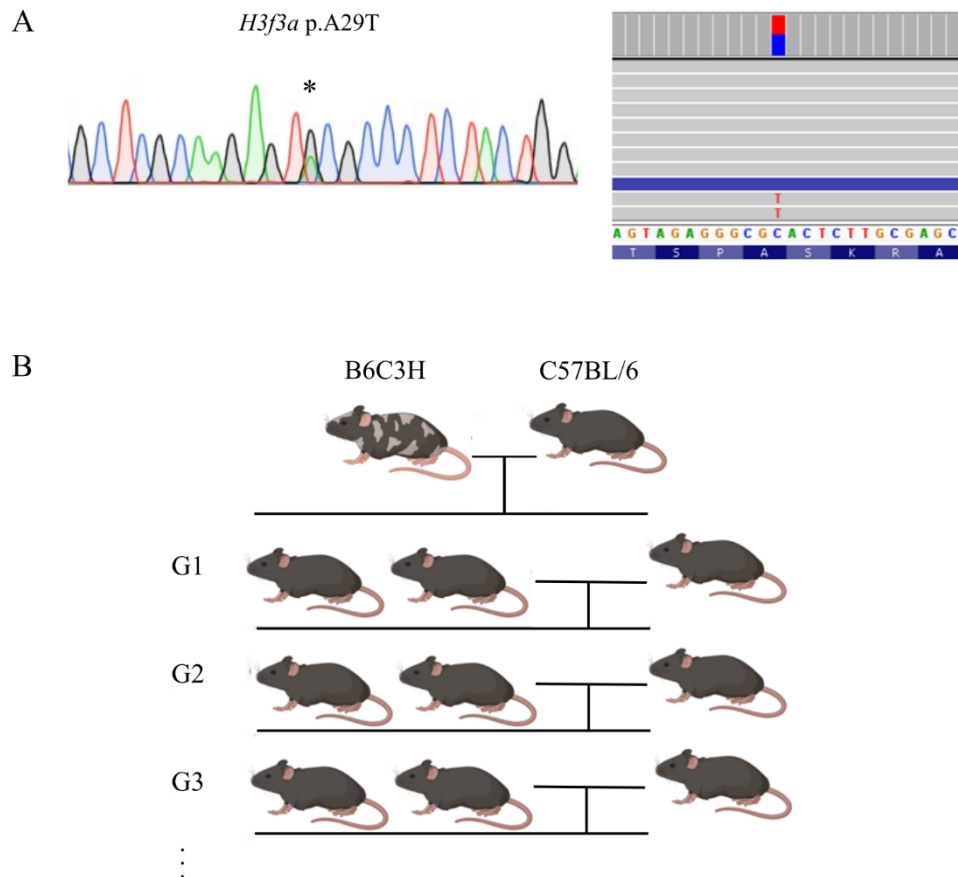 A
H3f3a p.A29T
*
T
T
AGTAGAGGGCGCACTCTTGCGAGC
T S P A S K R A
B
B6C3H C57BL/6
G1
G2
G3
⋮